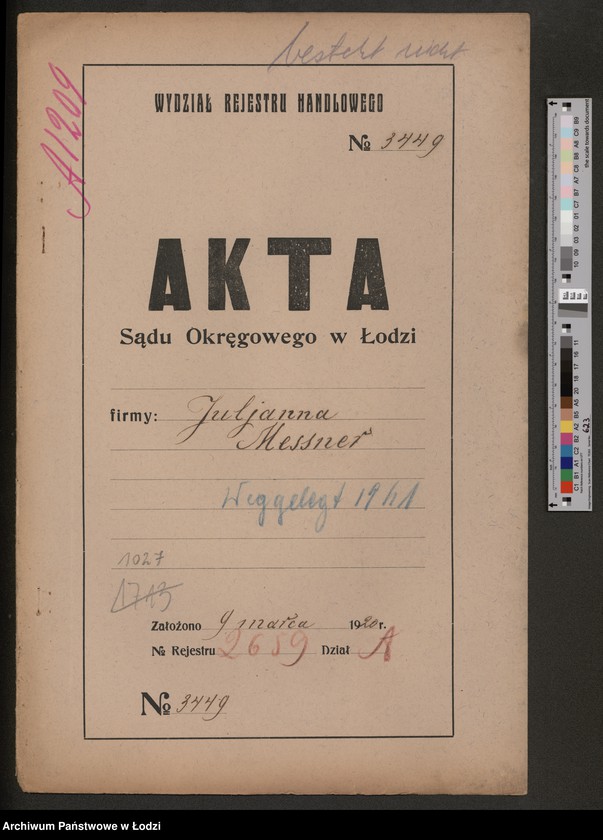 besteht nicht
A1209
WYDZIAŁ REJESTRU HANDLOWEGO
№ 3449
AKTA
Sądu Okręgowego w Łodzi
firmy: Juljanna
Messner
Weggelegt 1941
1027
1713
Założono 9 marca 1920 r.
№ Rejestru 2659 Dział A
№ 3449
Archiwum Państwowe w Łodzi